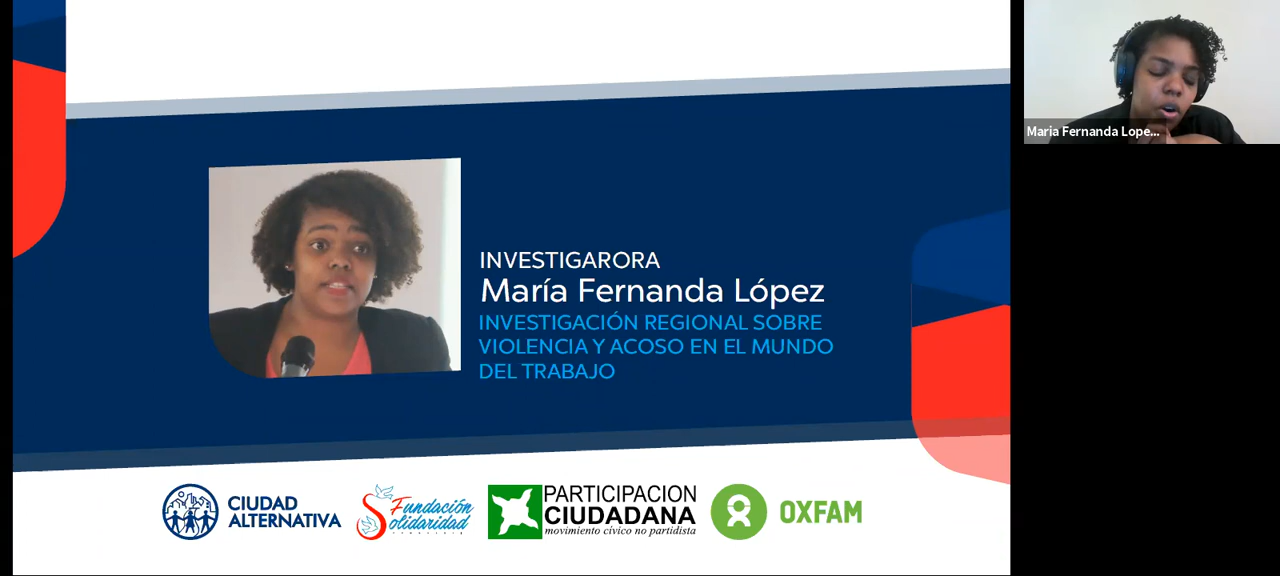 INVESTIGARORA
María Fernanda López
INVESTIGACIÓN REGIONAL SOBRE
VIOLENCIA Y ACOSO EN EL MUNDO
DEL TRABAJO
Maria Fernanda Lope...
CIUDAD
ALTERNATIVA
Fundación
Solidaridad
PARTICIPACION
CIUDADANA
movimiento cívico no partidista
OXFAM